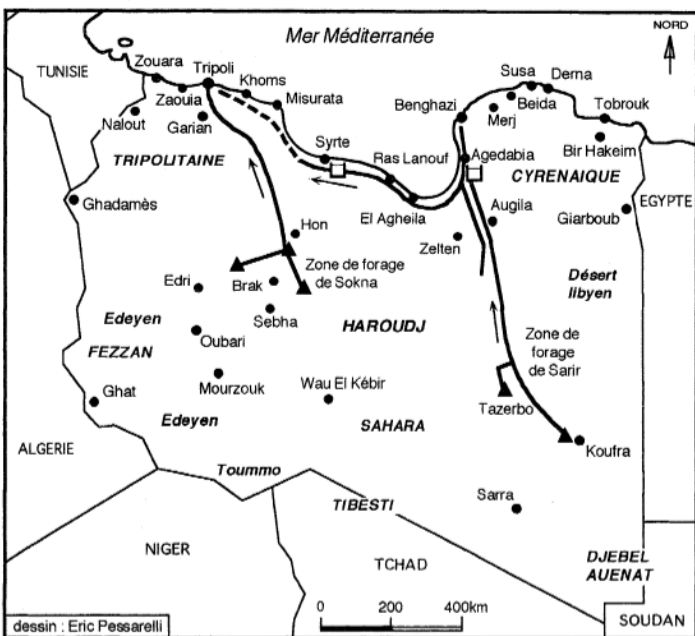 Mer Méditerranée
NORD
TUNISIE
Zouara
Tripoli
Khoms
Zaouia
Misurata
Nalout
Garian
Susa
Derna
Benghazi
Beida
Merj
Tobrouk
Bir Hakeim
TRIPOLITAINE
Syrte
Ras Lanouf
Agedabia
CYRENAIQUE
EGYPTE
Ghadamès
El Agheila
Augila
Giarboub
Hon
Zelten
Zone de forage
de Sokna
Edri
Brak
Désert
libyen
Sebha
Edeyen
HAROUDJ
FEZZAN
Oubari
Zone de
forage
de Sarir
Mourzouk
Wau El Kébir
Ghat
Edeyen
SAHARA
Tazerbo
Koufra
ALGERIE
Toummo
TIBESTI
Sarra
NIGER
TCHAD
DJEBEL
AUENAT
0 200 400km
SOUDAN
dessin : Eric Pessarelli